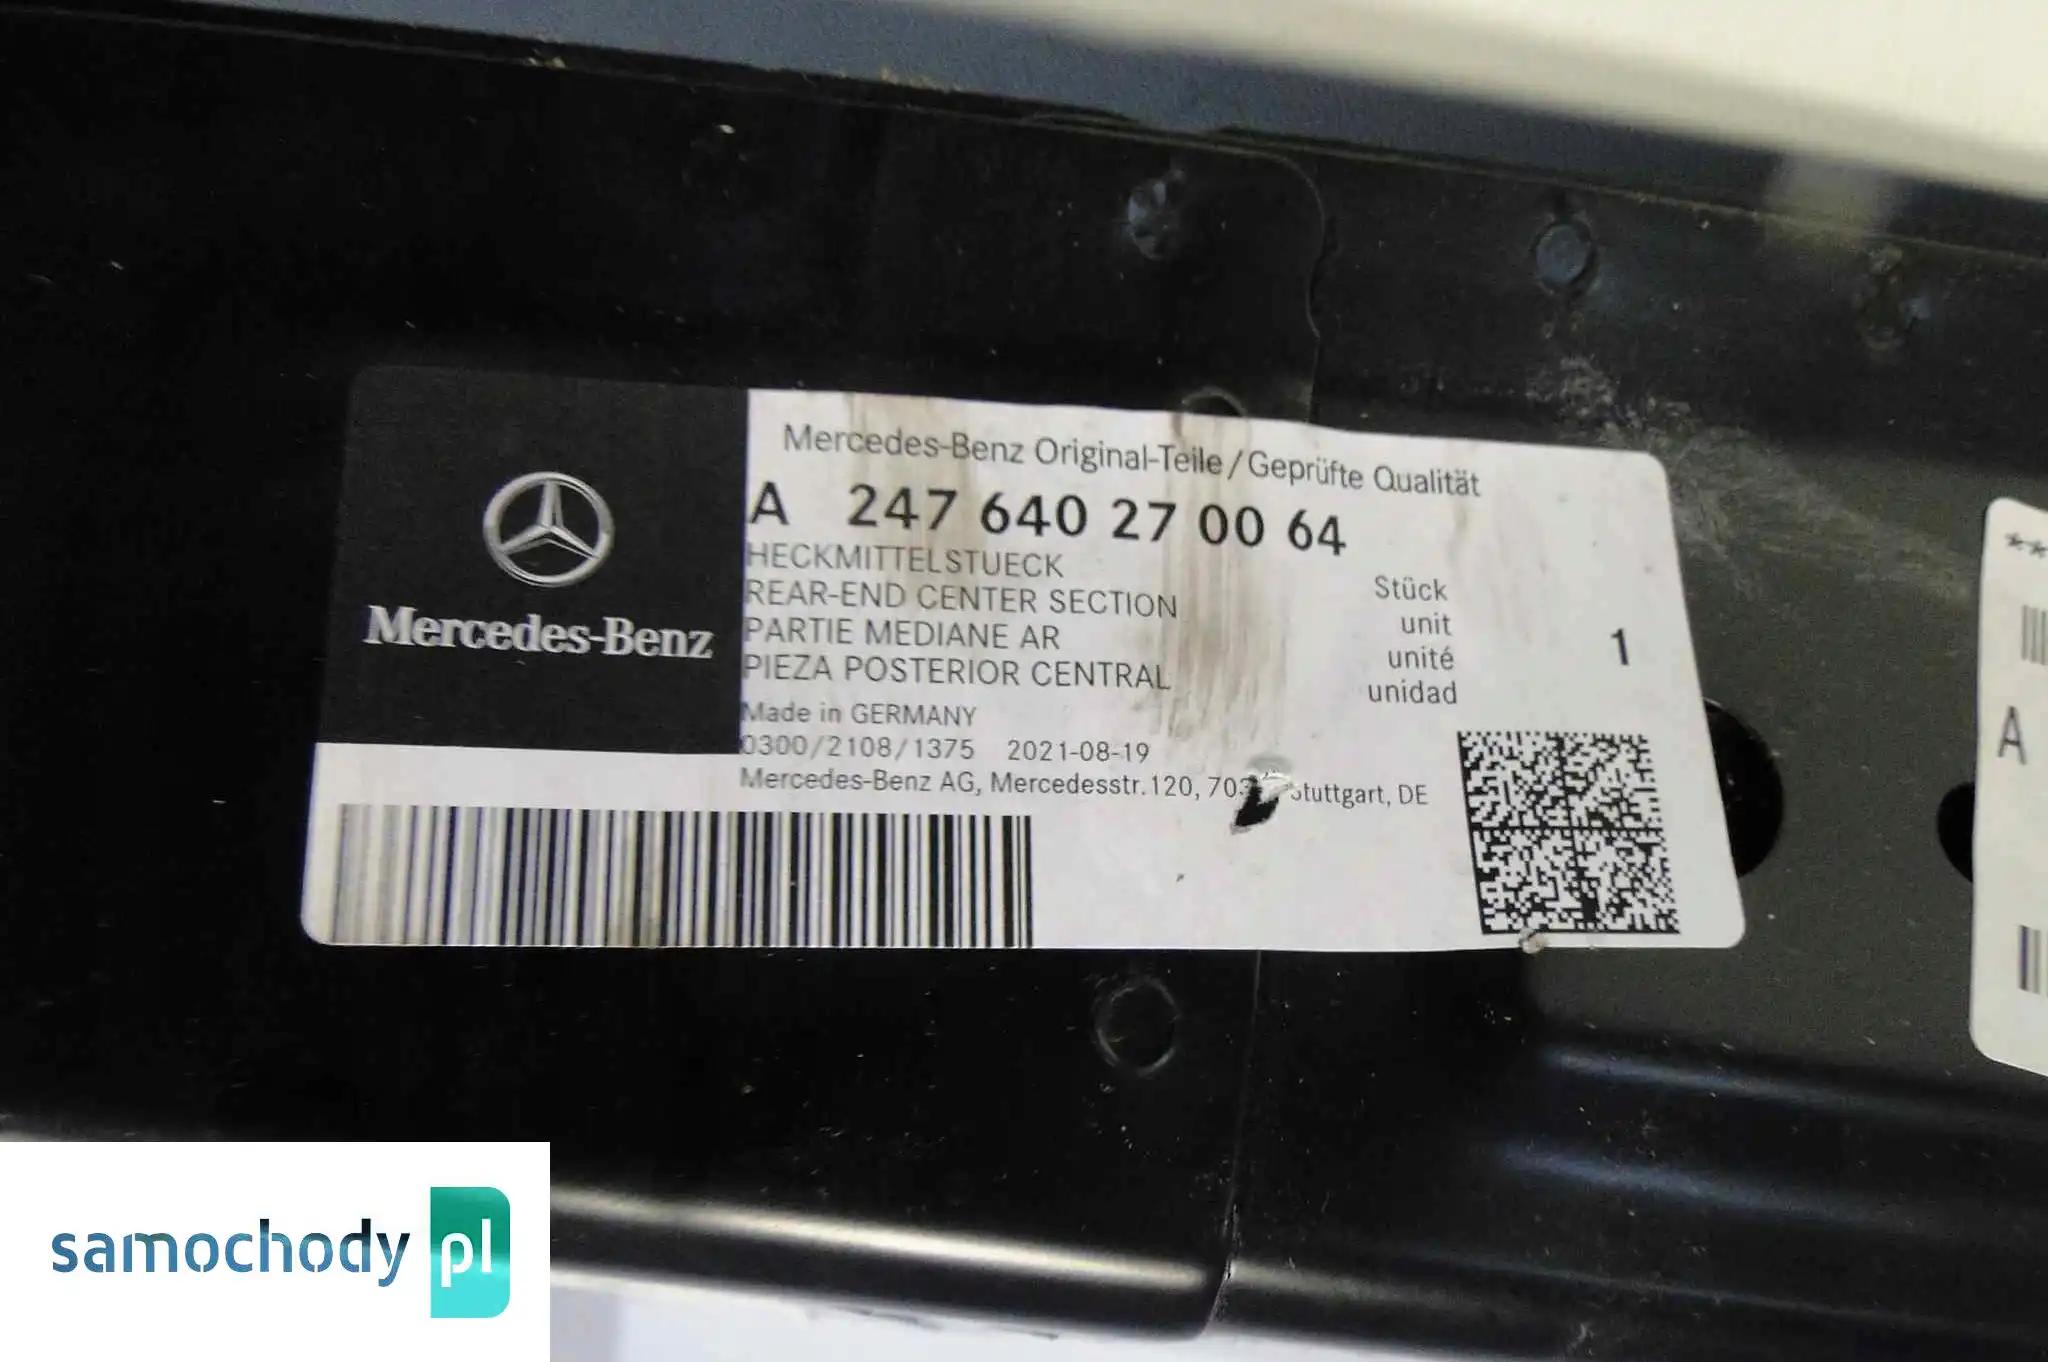 Mercedes-Benz
Mercedes-Benz Original-Teile/Geprüfte Qualität
A 247 640 27 00 64
HECKMITTELSTUECK
REAR-END CENTER SECTION
PARTIE MEDIANE AR
PIEZA POSTERIOR CENTRAL
Stück
unit
unité
unidad
1
Made in GERMANY
0300/2108/1375 2021-08-19
Mercedes-Benz AG, Mercedesstr.120, Stuttgart, DE
**
A
samochody pl